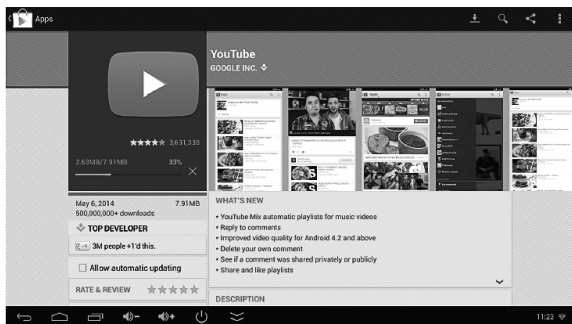 Apps
YouTube
GOOGLE INC.
3,631,338
2.63MB/7.91MB 33%
May 6, 2014 7.91MB
500,000,000+ downloads
TOP DEVELOPER
3M people +1'd this.
Allow automatic updating
RATE & REVIEW
WHAT'S NEW
• YouTube Mix automatic playlists for music videos
• Reply to comments
• Improved video quality for Android 4.2 and above
• Delete your own comment
• See if a comment was shared privately or publicly
• Share and like playlists
DESCRIPTION
11:23